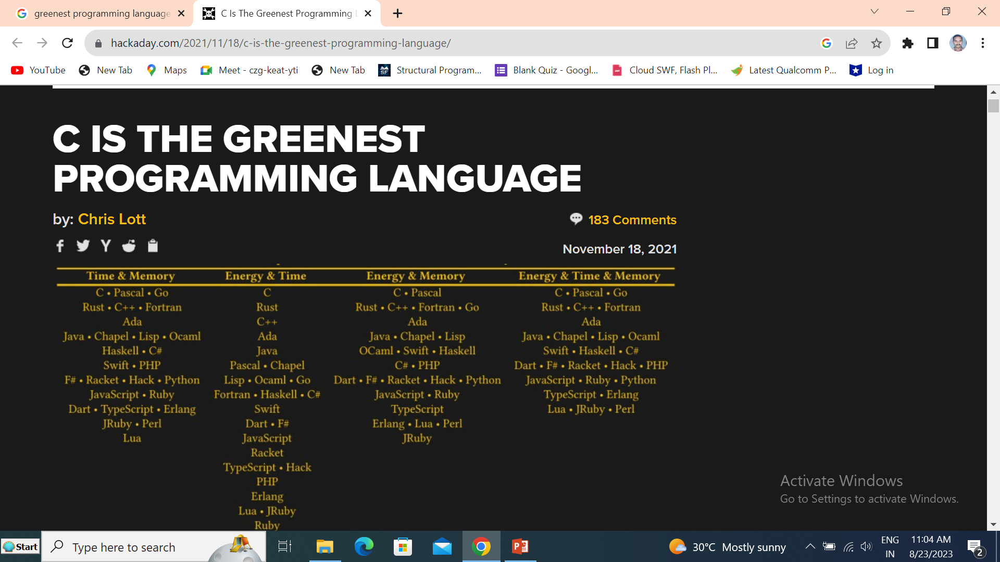 greenest programming language
C Is The Greenest Programming L
hackaday.com/2021/11/18/c-is-the-greenest-programming-language/
YouTube
New Tab
Maps
Meet - czg-keat-yti
New Tab
Structural Program...
Blank Quiz - Googl...
Cloud SWF, Flash Pl...
Latest Qualcomm P...
Log in
C IS THE GREENEST
PROGRAMMING LANGUAGE
by: Chris Lott
183 Comments
November 18, 2021
Time & Memory Energy & Time Energy & Memory Energy & Time & Memory
C • Pascal • Go C C • Pascal C • Pascal • Go
Rust • C++ • Fortran Rust Rust • C++ • Fortran • Go Rust • C++ • Fortran
Ada C++ Ada Ada
Java • Chapel • Lisp • Ocaml Ada Java • Chapel • Lisp Java • Chapel • Lisp • Ocaml
Haskell • C# Java OCaml • Swift • Haskell Swift • Haskell • C#
Swift • PHP Pascal • Chapel C# • PHP Dart • F# • Racket • Hack • PHP
F# • Racket • Hack • Python Lisp • Ocaml • Go Dart • F# • Racket • Hack • Python JavaScript • Ruby • Python
JavaScript • Ruby Fortran • Haskell • C# JavaScript • Ruby TypeScript • Erlang
Dart • TypeScript • Erlang Swift TypeScript Lua • JRuby • Perl
JRuby • Perl Dart • F# Erlang • Lua • Perl
Lua JavaScript JRuby
Racket
TypeScript • Hack
PHP
Erlang
Lua • JRuby
Ruby
Activate Windows
Go to Settings to activate Windows.
Start
Type here to search
30°C Mostly sunny
ENG
IN
11:04 AM
8/23/2023
2